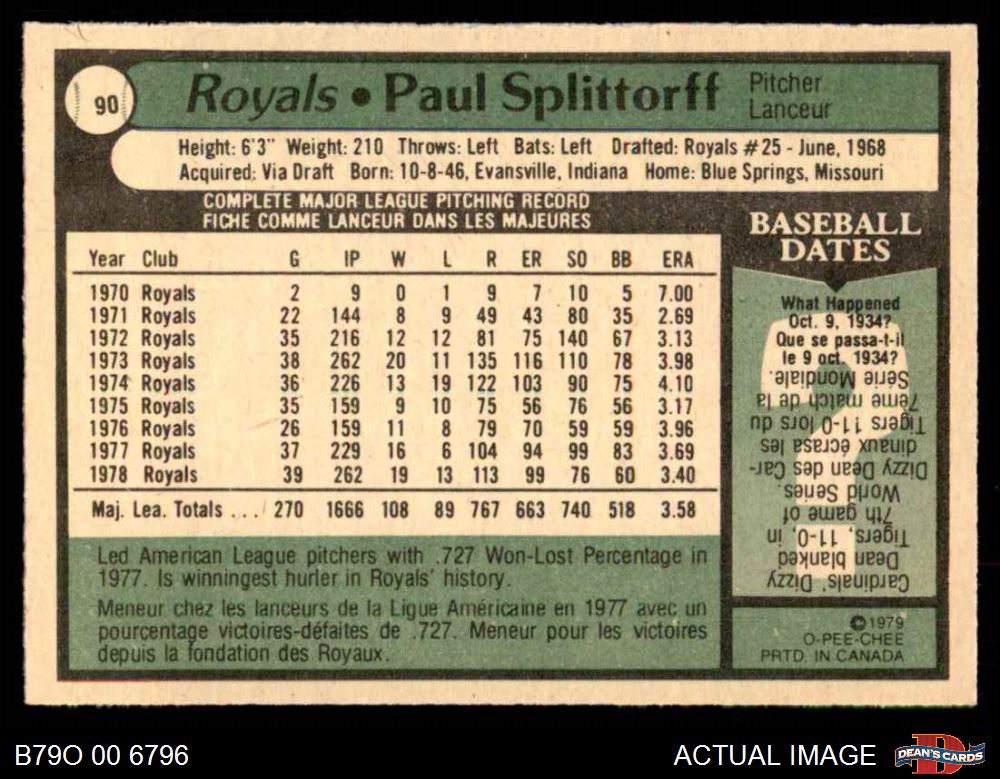 90
Royals • Paul Splittorff
Pitcher
Lanceur
Height: 6'3" Weight: 210 Throws: Left Bats: Left Drafted: Royals #25 - June, 1968
Acquired: Via Draft Born: 10-8-46, Evansville, Indiana Home: Blue Springs, Missouri
COMPLETE MAJOR LEAGUE PITCHING RECORD
FICHE COMME LANCEUR DANS LES MAJEURES
Year Club G IP W L R ER SO BB ERA
1970 Royals 2 9 0 1 9 7 10 5 7.00
1971 Royals 22 144 8 9 49 43 80 35 2.69
1972 Royals 35 216 12 12 81 75 140 67 3.13
1973 Royals 38 262 20 11 135 116 110 78 3.98
1974 Royals 36 226 13 19 122 103 90 75 4.10
1975 Royals 35 159 9 10 75 56 76 56 3.17
1976 Royals 26 159 11 8 79 70 59 59 3.96
1977 Royals 37 229 16 6 104 94 99 83 3.69
1978 Royals 39 262 19 13 113 99 76 60 3.40
Maj. Lea. Totals ... 270 1666 108 89 767 663 740 518 3.58
Led American League pitchers with .727 Won-Lost Percentage in
1977. Is winningest hurler in Royals' history.
Meneur chez les lanceurs de la Ligue Américaine en 1977 avec un
pourcentage victoires-défaites de .727. Meneur pour les victoires
depuis la fondation des Royaux.
BASEBALL
DATES
What Happened
Oct. 9, 1934?
Que se passa-t-il
le 9 oct. 1934?
Cardinals' Dizzy
Dean blanked
Tigers, 11-0, in
7th game of
World Series.
Dizzy Dean des Car-
dinaux écrasa les
Tigers 11-0 lors du
7ème match de la
Série Mondiale.
©1979
O-PEE-CHEE
PRTD. IN CANADA
B79O 00 6796
ACTUAL IMAGE
DEAN'S CARDS